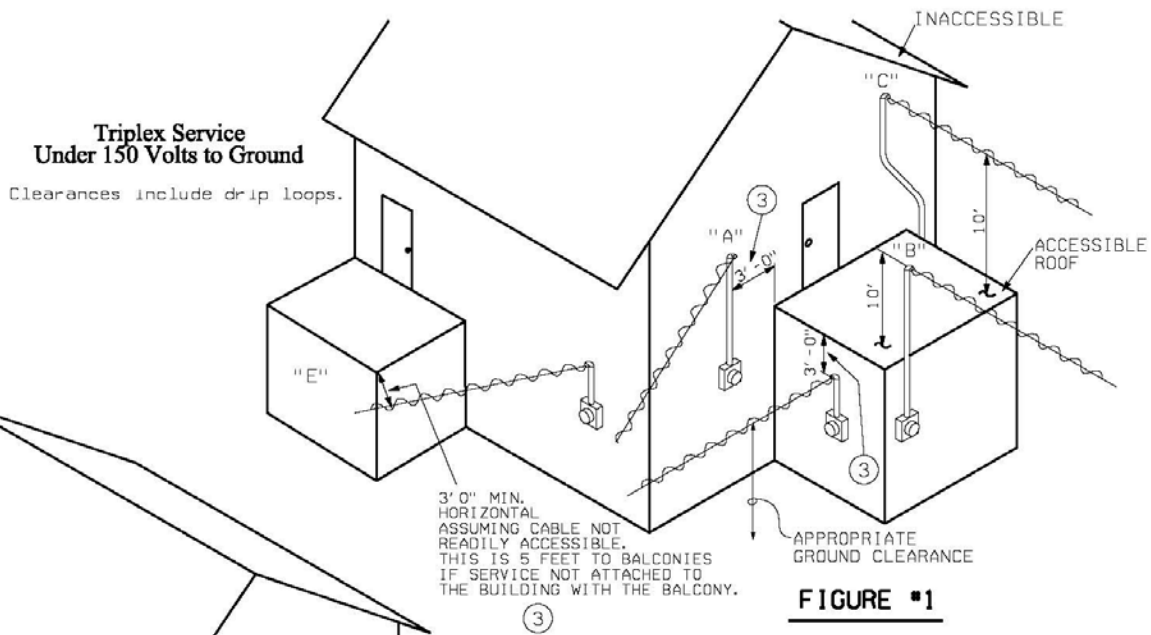 INACCESSIBLE
"C"
Triplex Service
Under 150 Volts to Ground
Clearances include drip loops.
3
"A"
3'-0"
10'
"B"
ACCESSIBLE
ROOF
10'
3'-0"
"E"
3
3'0" MIN.
HORIZONTAL
ASSUMING CABLE NOT
READILY ACCESSIBLE.
THIS IS 5 FEET TO BALCONIES
IF SERVICE NOT ATTACHED TO
THE BUILDING WITH THE BALCONY.
3
APPROPRIATE
GROUND CLEARANCE
FIGURE #1